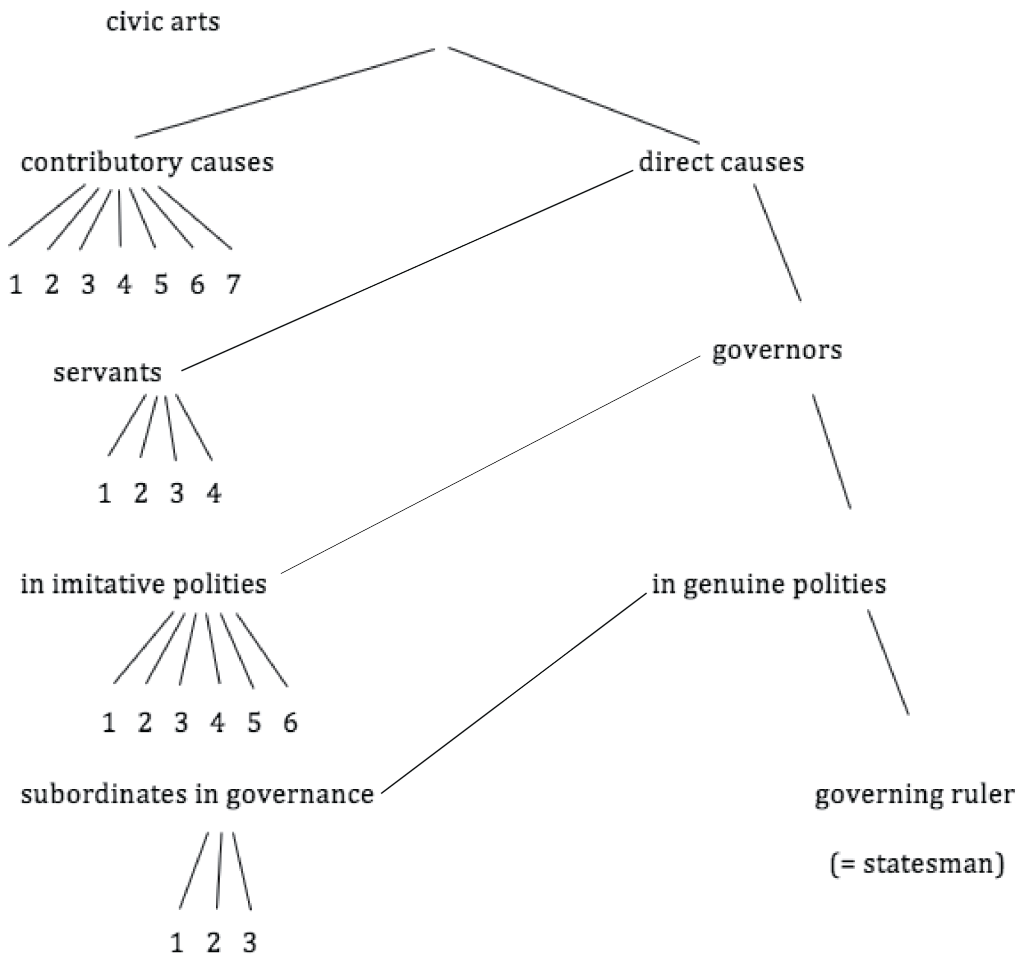 civic arts
contributory causes direct causes
1 2 3 4 5 6 7
governors
servants
1 2 3 4
in imitative polities in genuine polities
1 2 3 4 5 6
subordinates in governance governing ruler
(= statesman)
1 2 3